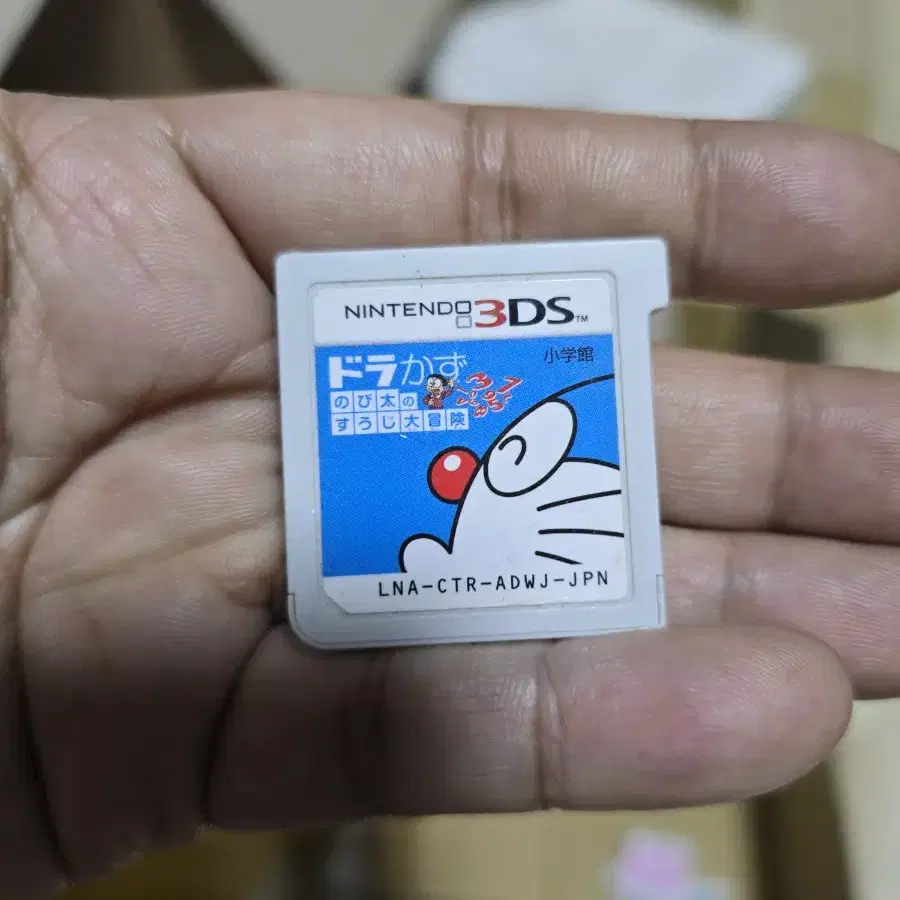 NINTENDO 3DS™
小学館
ドラかず
のび太の
すうじ大冒険
LNA-CTR-ADWJ-JPN